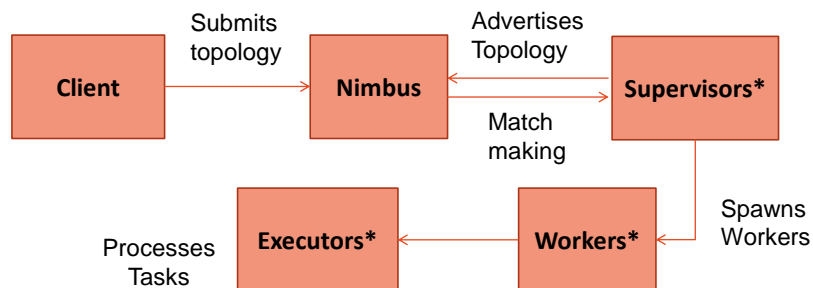 Submits
topology
Advertises
Topology
Client
Nimbus
Supervisors*
Match
making
Spawns
Workers
Executors*
Workers*
Processes
Tasks